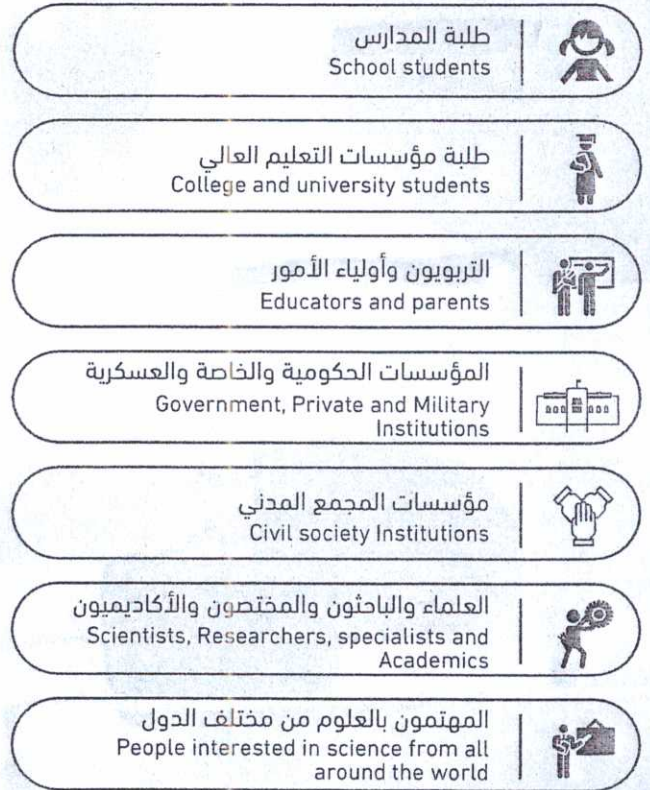 طلبة المدارس
School students
طلبة مؤسسات التعليم العالي
College and university students
التربويون وأولياء الأمور
Educators and parents
المؤسسات الحكومية والخاصة والعسكرية
Government, Private and Military
Institutions
مؤسسات المجمع المدني
Civil society Institutions
العلماء والباحثون والمختصون والأكاديميون
Scientists, Researchers, specialists and
Academics
المهتمون بالعلوم من مختلف الدول
People interested in science from all
around the world